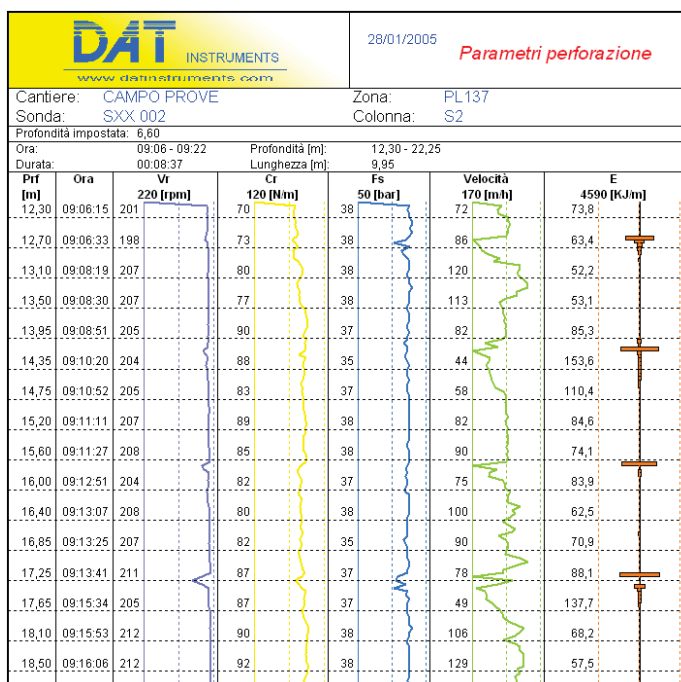 DAT INSTRUMENTS
www.datinstruments.com
28/01/2005
Parametri perforazione
Cantiere: CAMPO PROVE Zona: PL137
Sonda: SXX 002 Colonna: S2
Profondità impostata: 6,60
Ora: 09:06 - 09:22 Profondità [m]: 12,30 - 22,25
Durata: 00:08:37 Lunghezza [m]: 9,95
Prf Ora Vr Cr Fs Velocità E
[m] 220 [rpm] 120 [N/m] 50 [bar] 170 [m/h] 4590 [KJ/m]
12,30 09:06:15 201 70 38 72 73,8
12,70 09:06:33 198 73 38 86 63,4
13,10 09:08:19 207 80 38 120 52,2
13,50 09:08:30 207 77 38 113 53,1
13,95 09:08:51 205 90 37 82 85,3
14,35 09:10:20 204 88 35 44 153,6
14,75 09:10:52 205 83 37 58 110,4
15,20 09:11:11 207 89 38 82 84,6
15,60 09:11:27 208 85 38 90 74,1
16,00 09:12:51 204 82 37 75 83,9
16,40 09:13:07 208 80 38 100 62,5
16,85 09:13:25 207 82 35 90 70,9
17,25 09:13:41 211 87 37 78 88,1
17,65 09:15:34 205 87 37 49 137,7
18,10 09:15:53 212 90 38 106 68,2
18,50 09:16:06 212 92 38 129 57,5